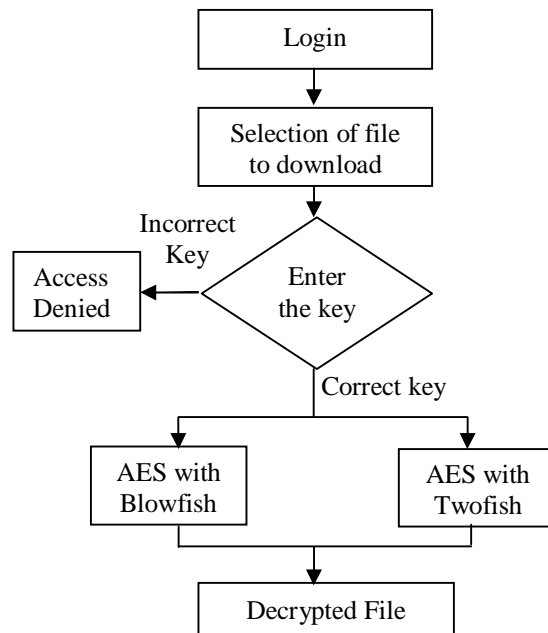 Login
Selection of file
to download
Incorrect
Key
Access
Denied
Enter
the key
Correct key
AES with
Blowfish
AES with
Twofish
Decrypted File